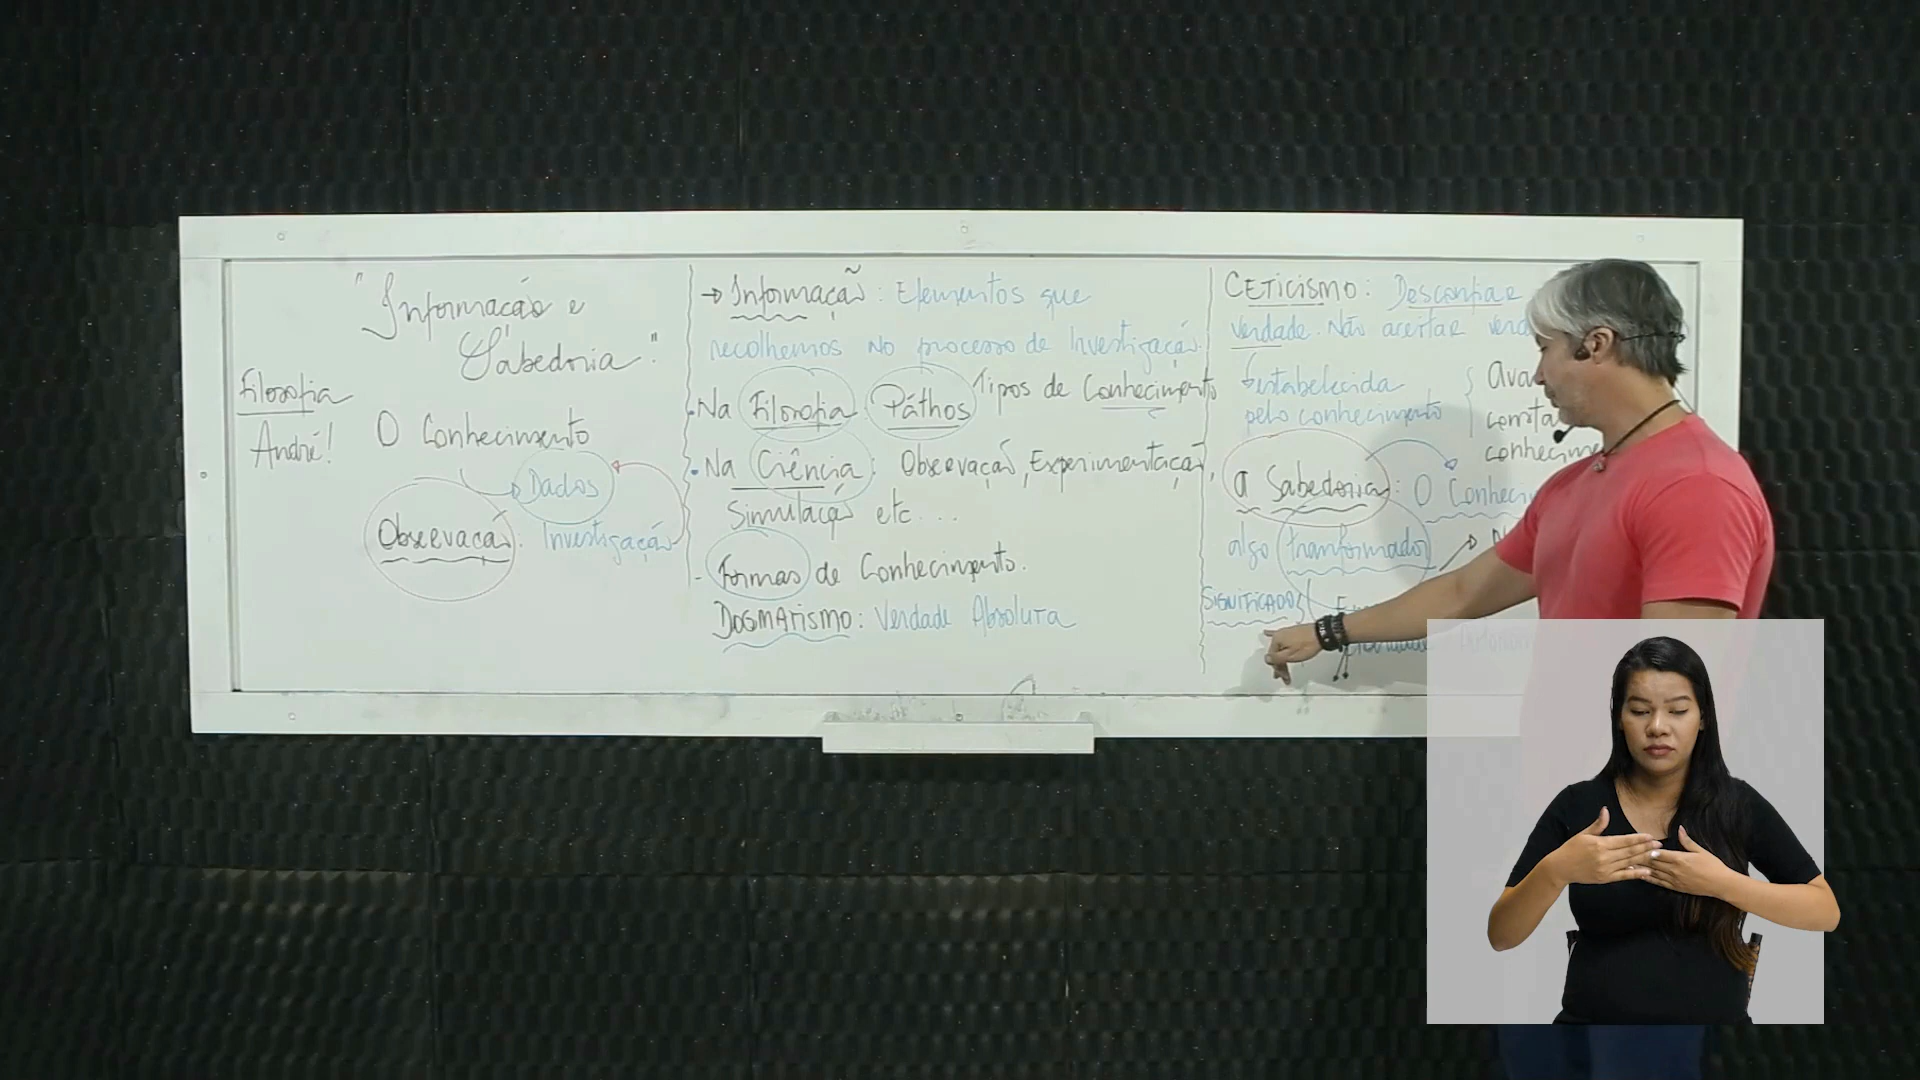 "Informação e
Sabedoria."
Filosofia
André!
O Conhecimento
Dados
Observação: Investigação
→ Informação: Elementos que
recolhemos no processo de Investigação.
.Na Filosofia: Páthos Tipos de Conhecimento
.Na Ciência: Observação, Experimentação,
Simulação etc...
- Formas de Conhecimento.
Dogmatismo: Verdade Absoluta
CETICISMO: Desconfiar
verdade. Não aceitar
estabelecida
pelo conhecimento
a Sabedoria: O
algo tranformador
SIGNIFICADO